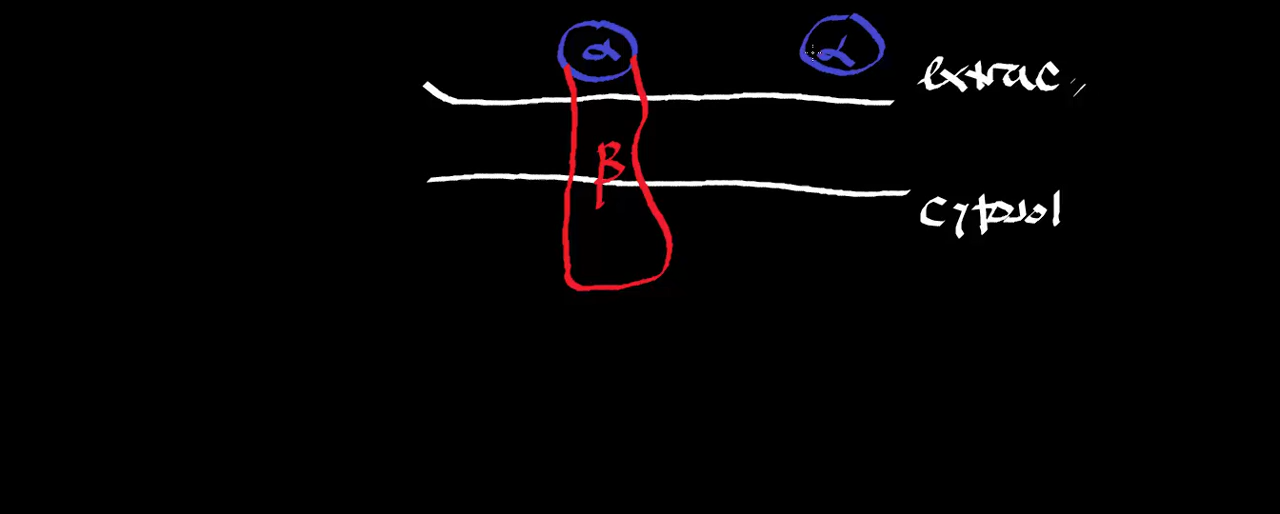 α α
extrac
β
cytosol